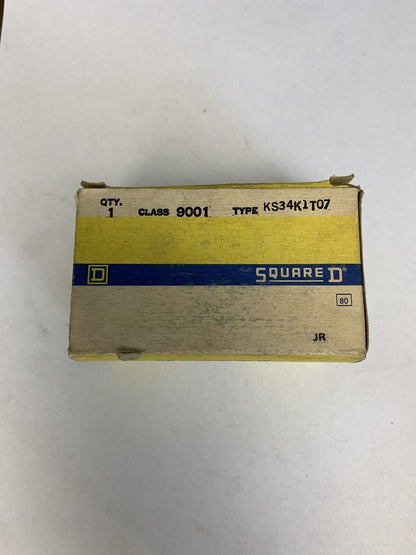 QTY.
1 CLASS 9001 TYPE KS34K1T07
D SQUARE D®
80
JR